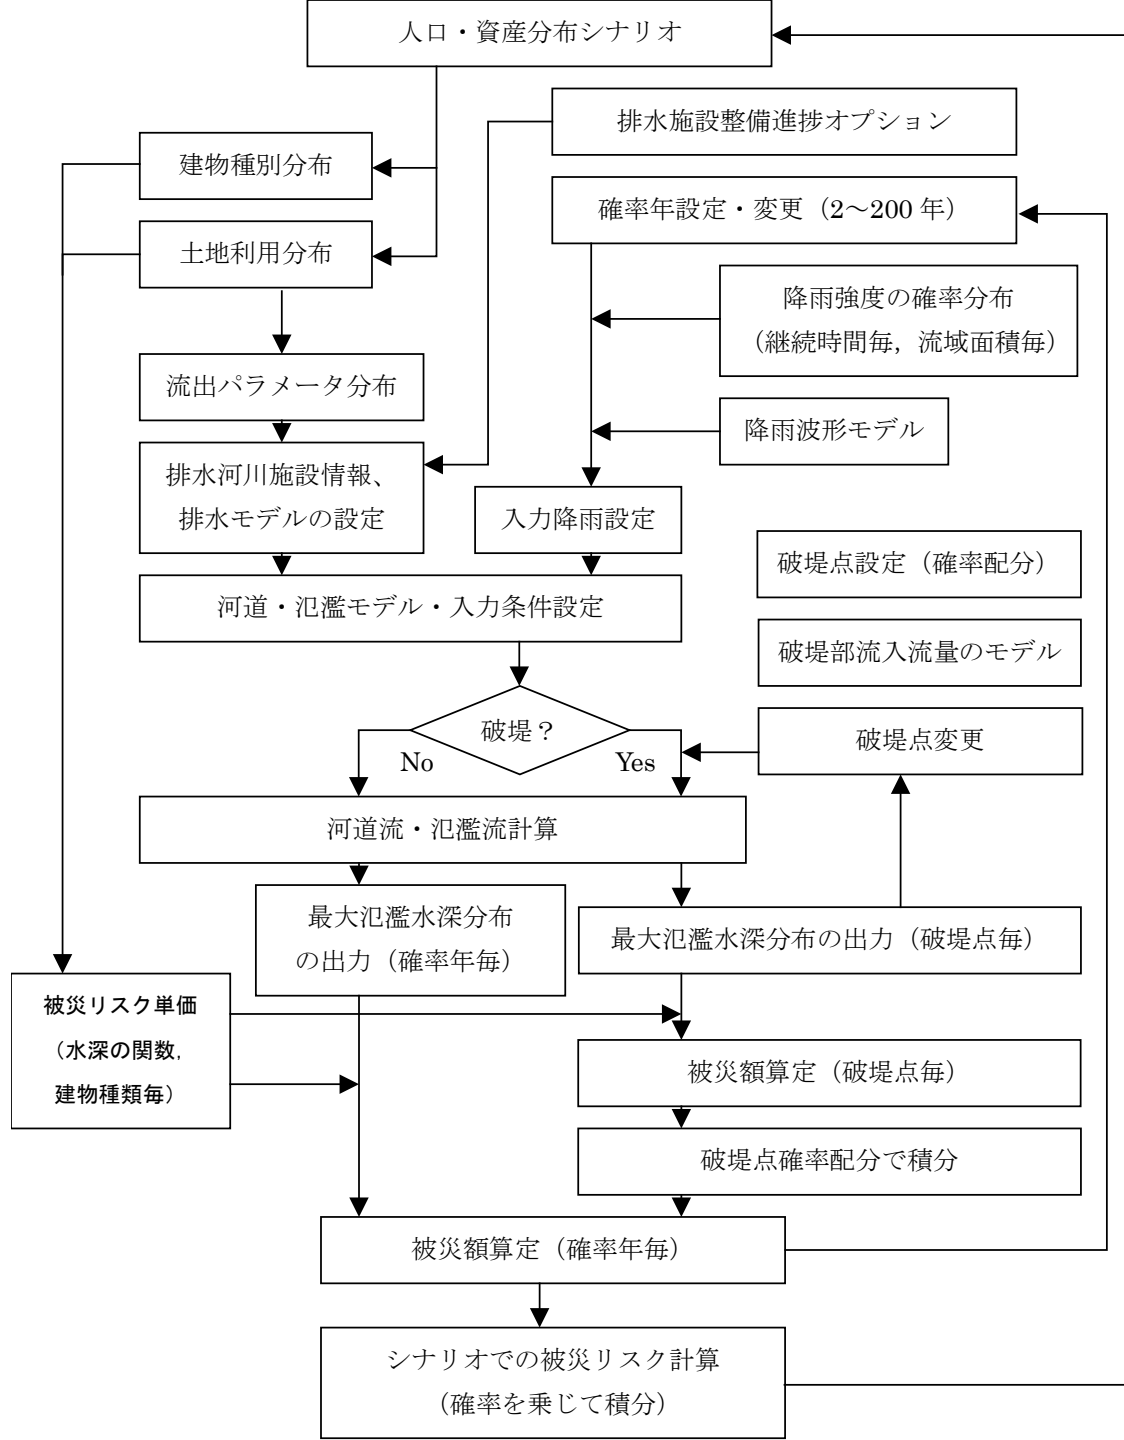 人口・資産分布シナリオ
排水施設整備進捗オプション
建物種別分布
確率年設定・変更（2～200 年）
土地利用分布
降雨強度の確率分布
（継続時間毎，流域面積毎）
流出パラメータ分布
降雨波形モデル
排水河川施設情報、
排水モデルの設定
入力降雨設定
破堤点設定（確率配分）
河道・氾濫モデル・入力条件設定
破堤部流入流量のモデル
破堤？
破堤点変更
No
Yes
河道流・氾濫流計算
最大氾濫水深分布
の出力（確率年毎）
最大氾濫水深分布の出力（破堤点毎）
被災リスク単価
（水深の関数，
建物種類毎）
被災額算定（破堤点毎）
破堤点確率配分で積分
被災額算定（確率年毎）
シナリオでの被災リスク計算
（確率を乗じて積分）